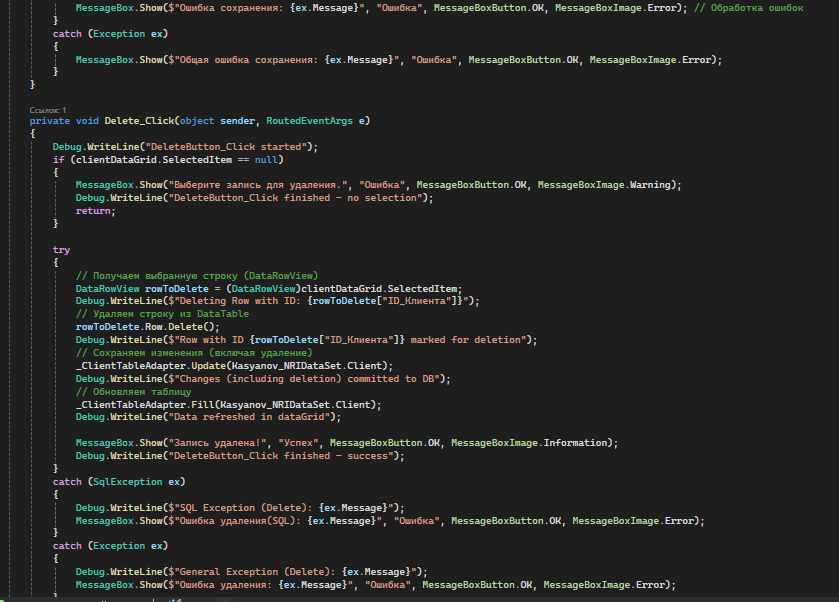 MessageBox.Show($"Ошибка сохранения: {ex.Message}", "Ошибка", MessageBoxButton.OK, MessageBoxImage.Error); // Обработка ошибок
}
catch (Exception ex)
{
MessageBox.Show($"Общая ошибка сохранения: {ex.Message}", "Ошибка", MessageBoxButton.OK, MessageBoxImage.Error);
}
}
Ссылок: 1
private void Delete_Click(object sender, RoutedEventArgs e)
{
Debug.WriteLine("DeleteButton_Click started");
if (clientDataGrid.SelectedItem == null)
{
MessageBox.Show("Выберите запись для удаления.", "Ошибка", MessageBoxButton.OK, MessageBoxImage.Warning);
Debug.WriteLine("DeleteButton_Click finished - no selection");
return;
}
try
{
// Получаем выбранную строку (DataRowView)
DataRowView rowToDelete = (DataRowView)clientDataGrid.SelectedItem;
Debug.WriteLine($"Deleting Row with ID: {rowToDelete["ID_Клиента"]}");
// Удаляем строку из DataTable
rowToDelete.Row.Delete();
Debug.WriteLine($"Row with ID {rowToDelete["ID_Клиента"]} marked for deletion");
// Сохраняем изменения (включая удаление)
_ClientTableAdapter.Update(Kasyanov_NRIDataSet.Client);
Debug.WriteLine($"Changes (including deletion) committed to DB");
// Обновляем таблицу
_ClientTableAdapter.Fill(Kasyanov_NRIDataSet.Client);
Debug.WriteLine("Data refreshed in dataGrid");
MessageBox.Show("Запись удалена!", "Успех", MessageBoxButton.OK, MessageBoxImage.Information);
Debug.WriteLine("DeleteButton_Click finished - success");
}
catch (SqlException ex)
{
Debug.WriteLine($"SQL Exception (Delete): {ex.Message}");
MessageBox.Show($"Ошибка удаления(SQL): {ex.Message}", "Ошибка", MessageBoxButton.OK, MessageBoxImage.Error);
}
catch (Exception ex)
{
Debug.WriteLine($"General Exception (Delete): {ex.Message}");
MessageBox.Show($"Ошибка удаления: {ex.Message}", "Ошибка", MessageBoxButton.OK, MessageBoxImage.Error);
}